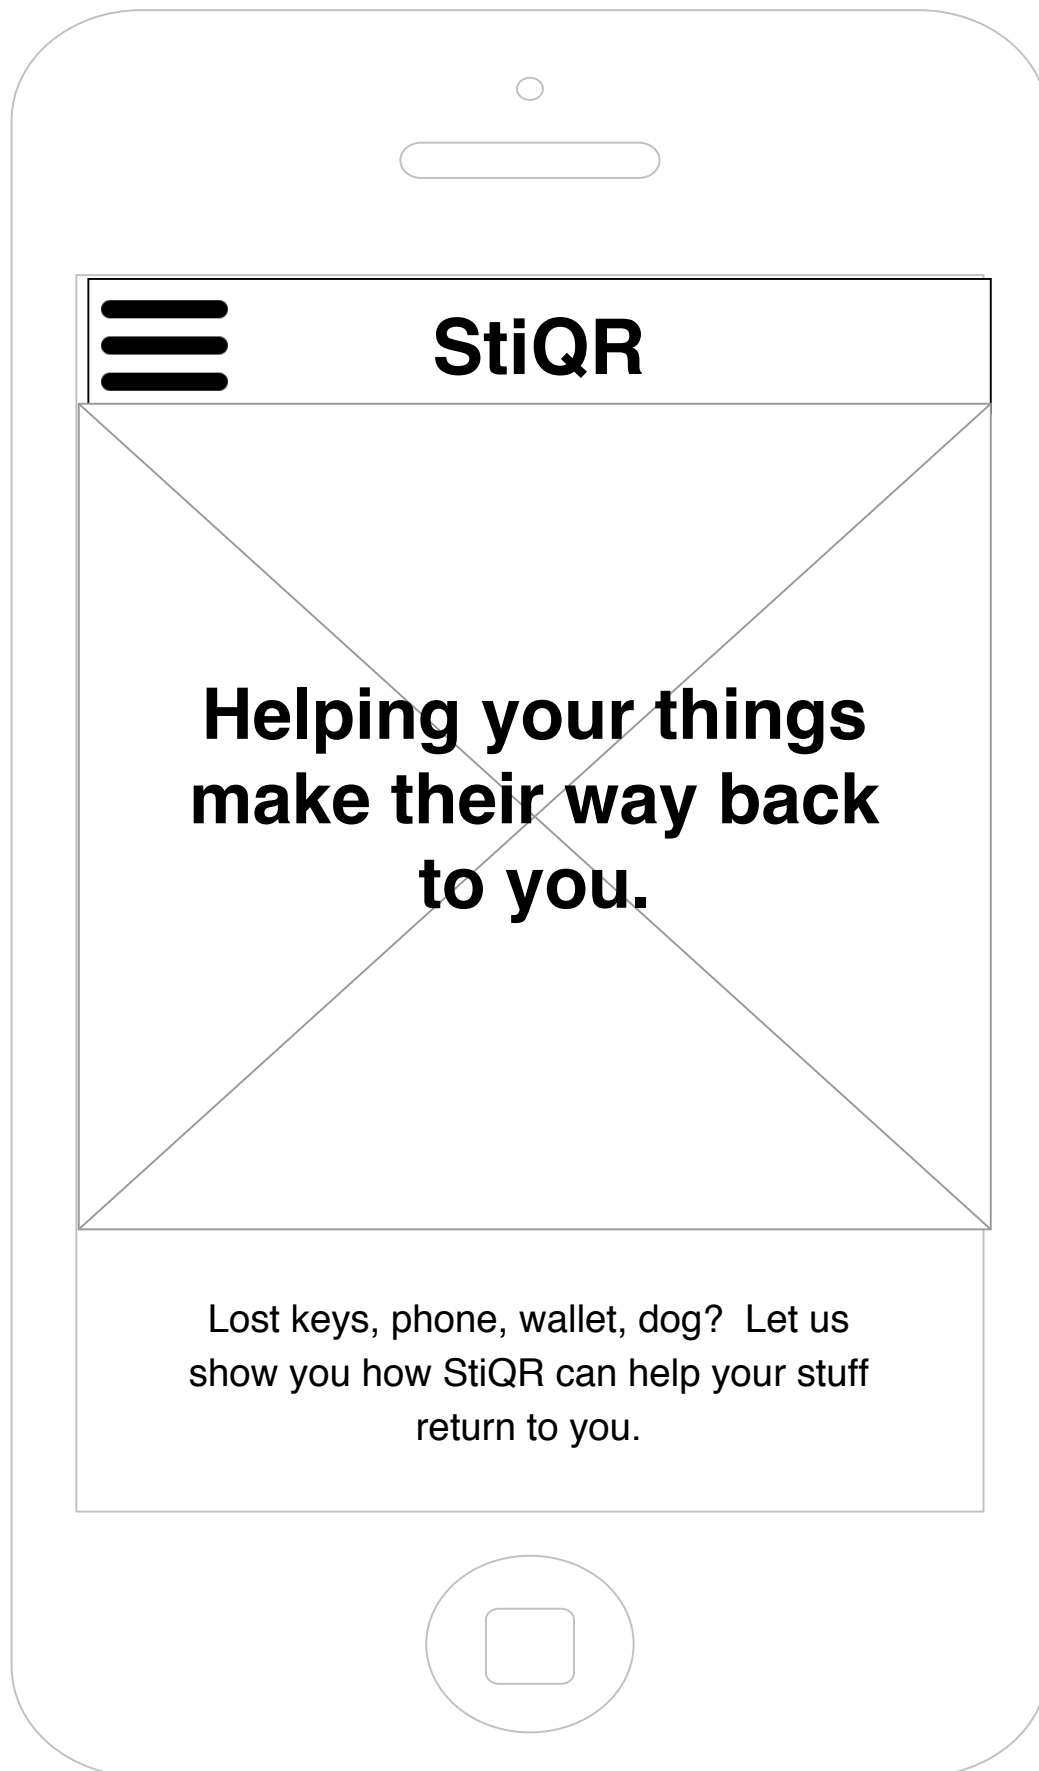 StiQR
Helping your things
make their way back
to you.
Lost keys, phone, wallet, dog?  Let us
show you how StiQR can help your stuff
return to you.